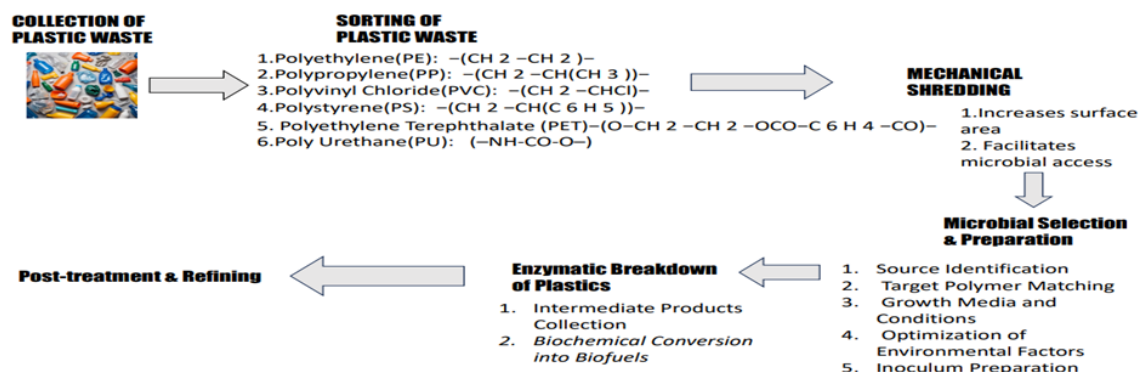 COLLECTION OF
PLASTIC WASTE
SORTING OF
PLASTIC WASTE
1.Polyethylene(PE): –(CH 2 –CH 2 )–
2.Polypropylene(PP): –(CH 2 –CH(CH 3 ))–
3.Polyvinyl Chloride(PVC): –(CH 2 –CHCl)–
4.Polystyrene(PS): –(CH 2 –CH(C 6 H 5 ))–
5. Polyethylene Terephthalate (PET)–(O–CH 2 –CH 2 –OCO–C 6 H 4 –CO)–
6.Poly Urethane(PU): (–NH-CO-O–)
MECHANICAL
SHREDDING
1.Increases surface
area
2. Facilitates
microbial access
Microbial Selection
& Preparation
1. Source Identification
2. Target Polymer Matching
3. Growth Media and
Conditions
4. Optimization of
Environmental Factors
5. Inoculum Preparation
Enzymatic Breakdown
of Plastics
1. Intermediate Products
Collection
2. Biochemical Conversion
into Biofuels
Post-treatment & Refining